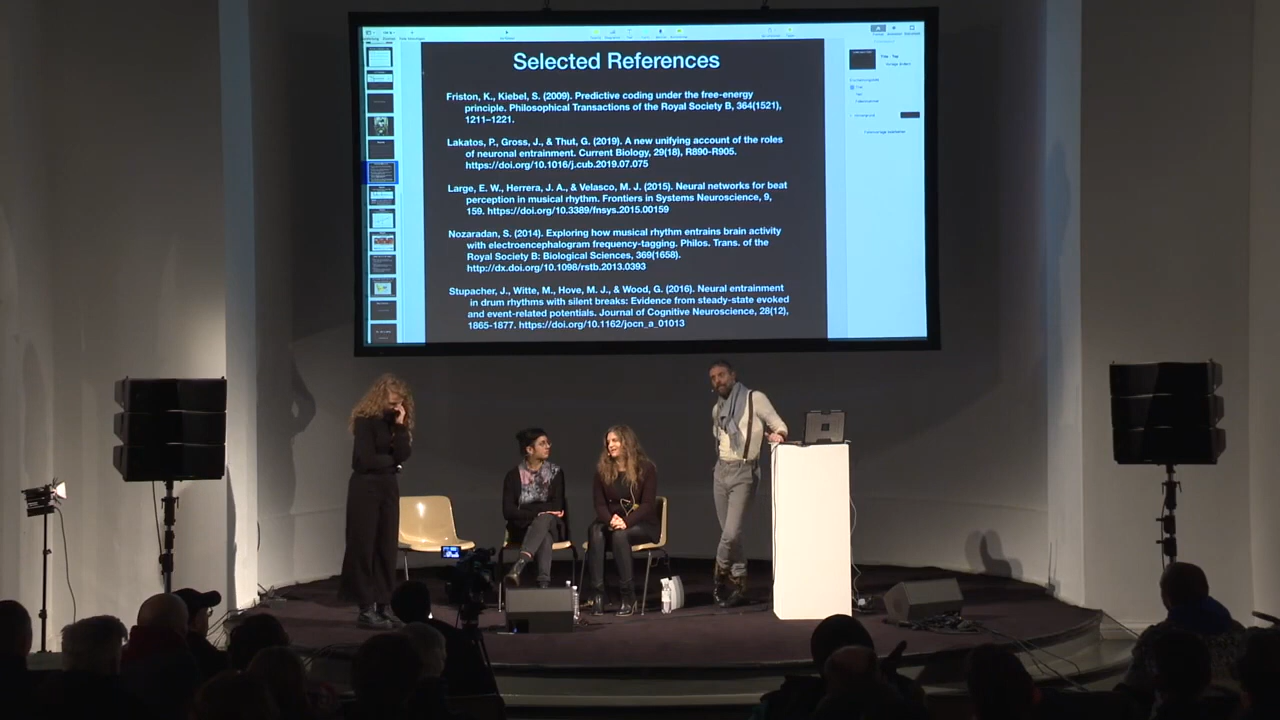 Selected References
Friston, K., Kiebel, S. (2009). Predictive coding under the free-energy
principle. Philosophical Transactions of the Royal Society B, 364(1521),
1211–1221.
Lakatos, P., Gross, J., & Thut, G. (2019). A new unifying account of the roles
of neuronal entrainment. Current Biology, 29(18), R890-R905.
https://doi.org/10.1016/j.cub.2019.07.075
Large, E. W., Herrera, J. A., & Velasco, M. J. (2015). Neural networks for beat
perception in musical rhythm. Frontiers in Systems Neuroscience, 9,
159. https://doi.org/10.3389/fnsys.2015.00159
Nozaradan, S. (2014). Exploring how musical rhythm entrains brain activity
with electroencephalogram frequency-tagging. Philos. Trans. of the
Royal Society B: Biological Sciences, 369(1658).
http://dx.doi.org/10.1098/rstb.2013.0393
Stupacher, J., Witte, M., Hove, M. J., & Wood, G. (2016). Neural entrainment
in drum rhythms with silent breaks: Evidence from steady-state evoked
and event-related potentials. Journal of Cognitive Neuroscience, 28(12),
1865-1877. https://doi.org/10.1162/jocn_a_01013